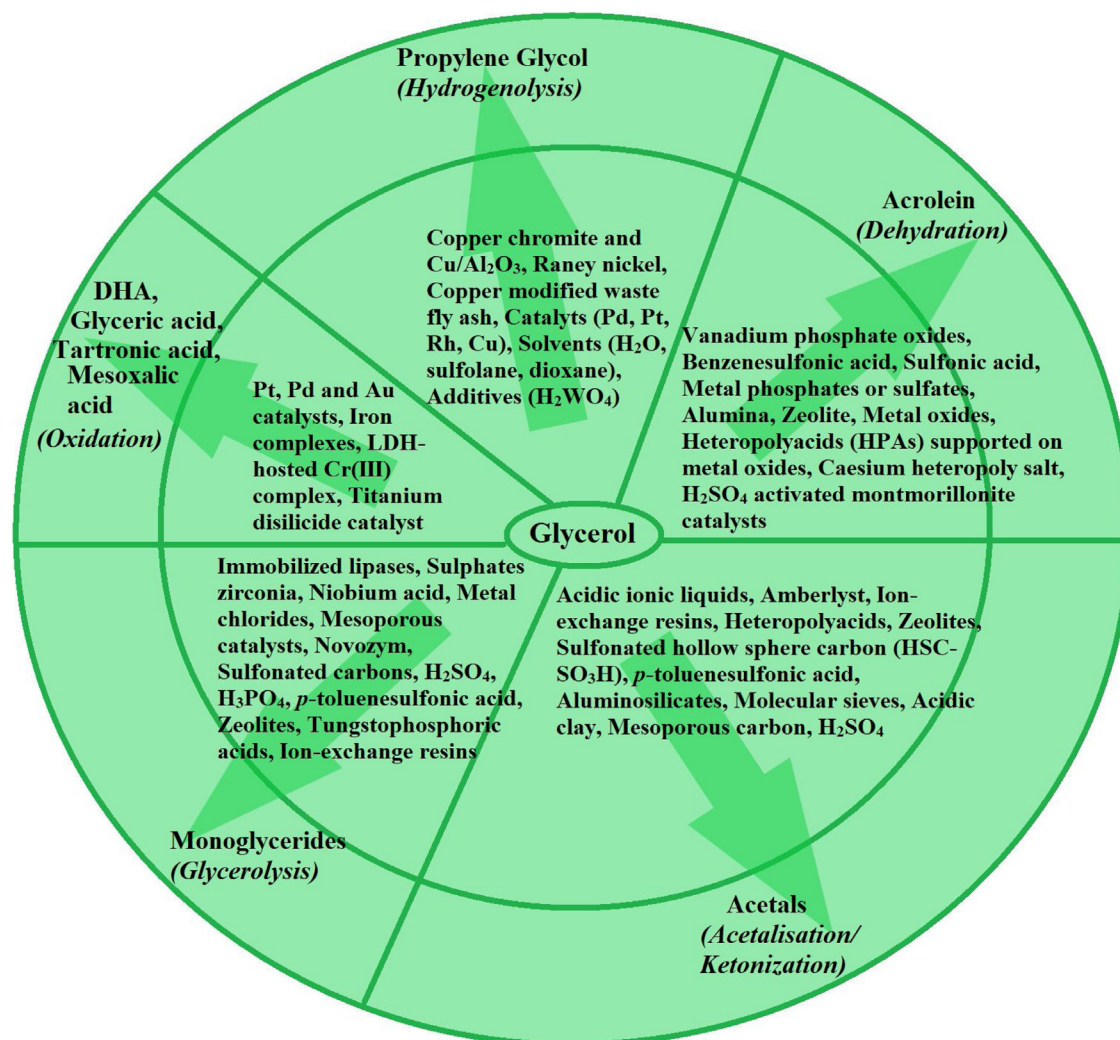 Propylene Glycol
(Hydrogenolysis)
Copper chromite and
Cu/Al₂O₃, Raney nickel,
Copper modified waste
fly ash, Catalyts (Pd, Pt,
Rh, Cu), Solvents (H₂O,
sulfolane, dioxane),
Additives (H₂WO₄)
Acrolein
(Dehydration)
Vanadium phosphate oxides,
Benzenesulfonic acid, Sulfonic acid,
Metal phosphates or sulfates,
Alumina, Zeolite, Metal oxides,
Heteropolyacids (HPAs) supported on
metal oxides, Caesium heteropoly salt,
H₂SO₄ activated montmorillonite
catalysts
DHA,
Glyceric acid,
Tartronic acid,
Mesoxalic
acid
(Oxidation)
Pt, Pd and Au
catalysts, Iron
complexes, LDH-
hosted Cr(III)
complex, Titanium
disilicide catalyst
Glycerol
Immobilized lipases, Sulphates
zirconia, Niobium acid, Metal
chlorides, Mesoporous
catalysts, Novozym,
Sulfonated carbons, H₂SO₄,
H₃PO₄, p-toluenesulfonic acid,
Zeolites, Tungstophosphoric
acids, Ion-exchange resins
Monoglycerides
(Glycerolysis)
Acidic ionic liquids, Amberlyst, Ion-
exchange resins, Heteropolyacids, Zeolites,
Sulfonated hollow sphere carbon (HSC-
SO₃H), p-toluenesulfonic acid,
Aluminosilicates, Molecular sieves, Acidic
clay, Mesoporous carbon, H₂SO₄
Acetals
(Acetalisation/
Ketonization)